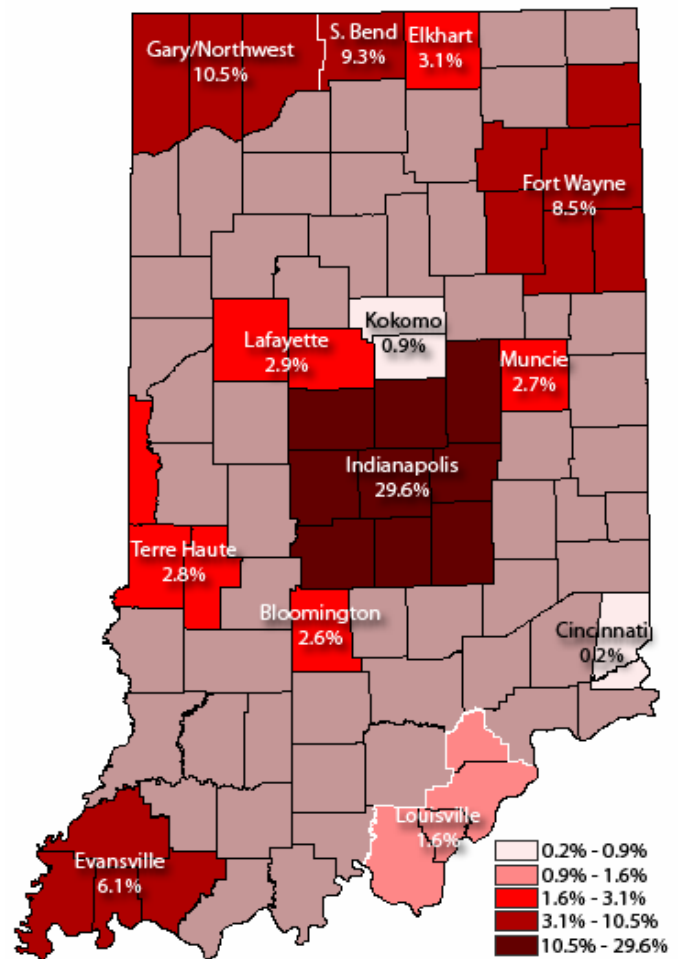 Gary/Northwest
10.5%
S. Bend
9.3%
Elkhart
3.1%
Fort Wayne
8.5%
Kokomo
0.9%
Lafayette
2.9%
Muncie
2.7%
Indianapolis
29.6%
Terre Haute
2.8%
Bloomington
2.6%
Cincinnati
0.2%
Louisville
1.6%
Evansville
6.1%
0.2% - 0.9%
0.9% - 1.6%
1.6% - 3.1%
3.1% - 10.5%
10.5% - 29.6%